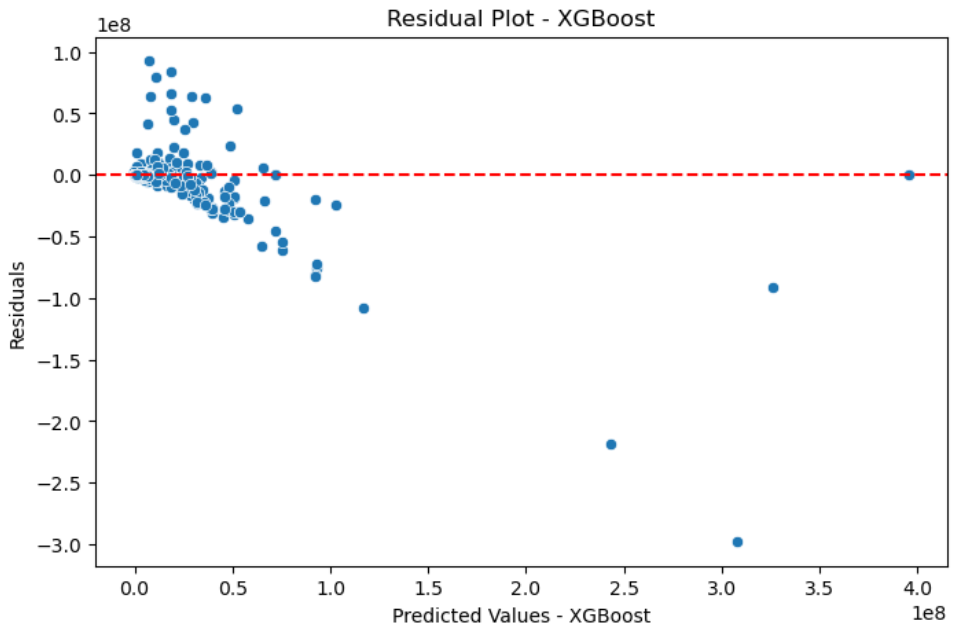 Residual Plot - XGBoost
1e8
1.0
0.5
0.0
−0.5
−1.0
−1.5
−2.0
−2.5
−3.0
Residuals
0.0 0.5 1.0 1.5 2.0 2.5 3.0 3.5 4.0
1e8
Predicted Values - XGBoost